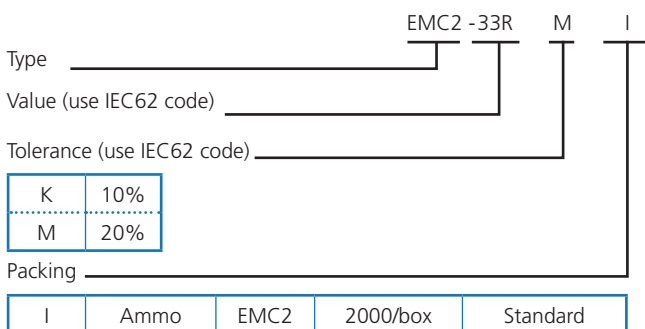 EMC2 -33R M I
Type
Value (use IEC62 code)
Tolerance (use IEC62 code)
K 10%
M 20%
Packing
I Ammo EMC2 2000/box Standard